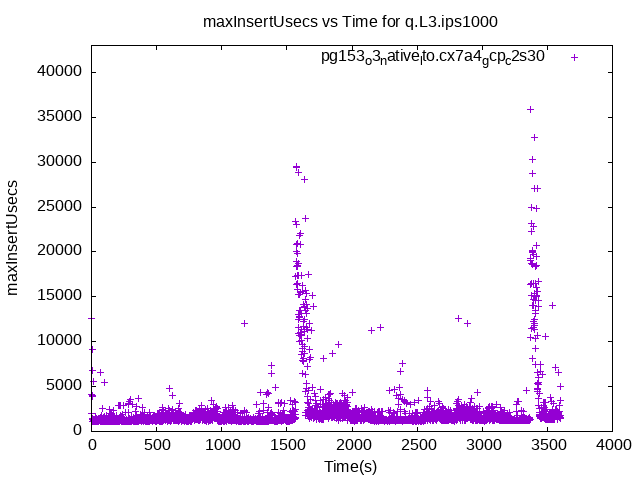 maxInsertUsecs vs Time for q.L3.ips1000
pg153_o3_native_lto.cx7a4_gcp_c2s30
maxInsertUsecs
40000
35000
30000
25000
20000
15000
10000
5000
0
0 500 1000 1500 2000 2500 3000 3500 4000
Time(s)